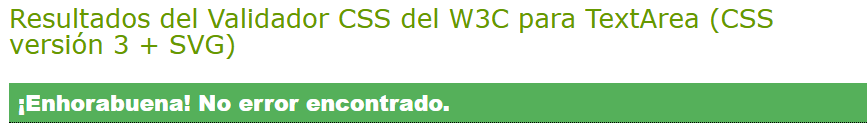 Resultados del Validador CSS del W3C para TextArea (CSS
versión 3 + SVG)
¡Enhorabuena! No error encontrado.